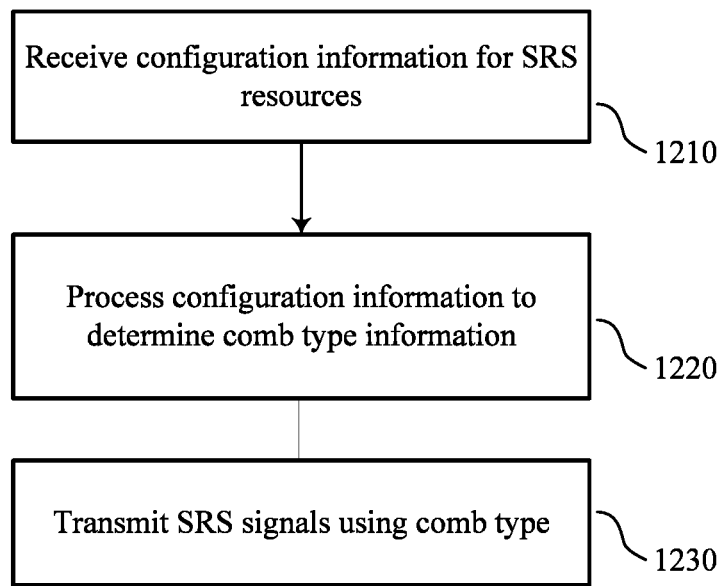 Receive configuration information for SRS
resources
1210
Process configuration information to
determine comb type information
1220
Transmit SRS signals using comb type
1230